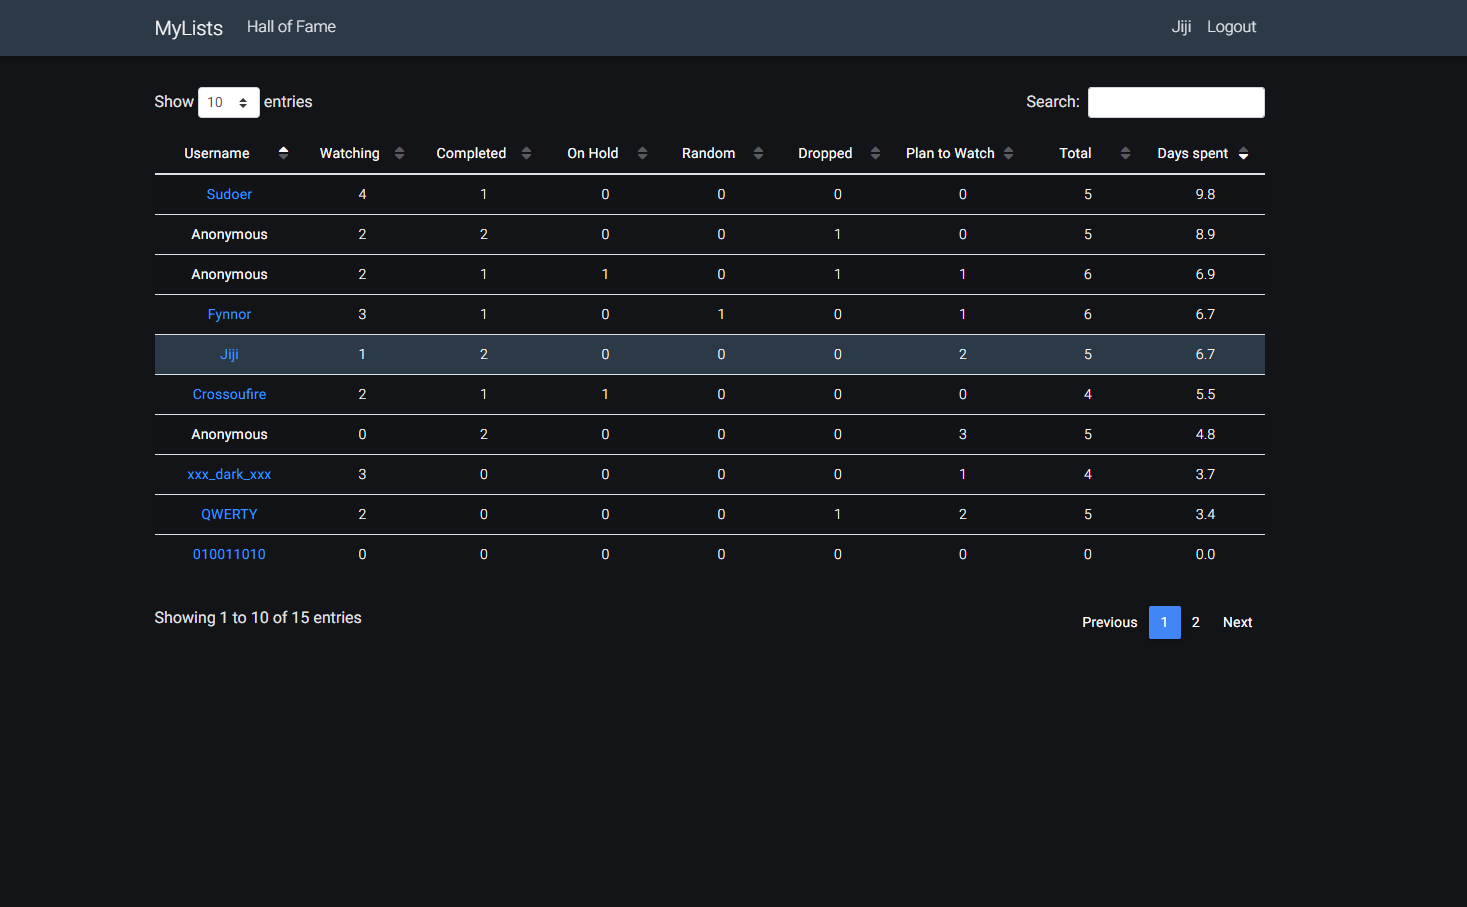 MyLists Hall of Fame Jiji Logout
Show 10 entries Search:
Username Watching Completed On Hold Random Dropped Plan to Watch Total Days spent
Sudoer 4 1 0 0 0 0 5 9.8
Anonymous 2 2 0 0 1 0 5 8.9
Anonymous 2 1 1 0 1 1 6 6.9
Fynnor 3 1 0 1 0 1 6 6.7
Jiji 1 2 0 0 0 2 5 6.7
Crossoufire 2 1 1 0 0 0 4 5.5
Anonymous 0 2 0 0 0 3 5 4.8
xxx_dark_xxx 3 0 0 0 0 1 4 3.7
QWERTY 2 0 0 0 1 2 5 3.4
010011010 0 0 0 0 0 0 0 0.0
Showing 1 to 10 of 15 entries Previous 1 2 Next